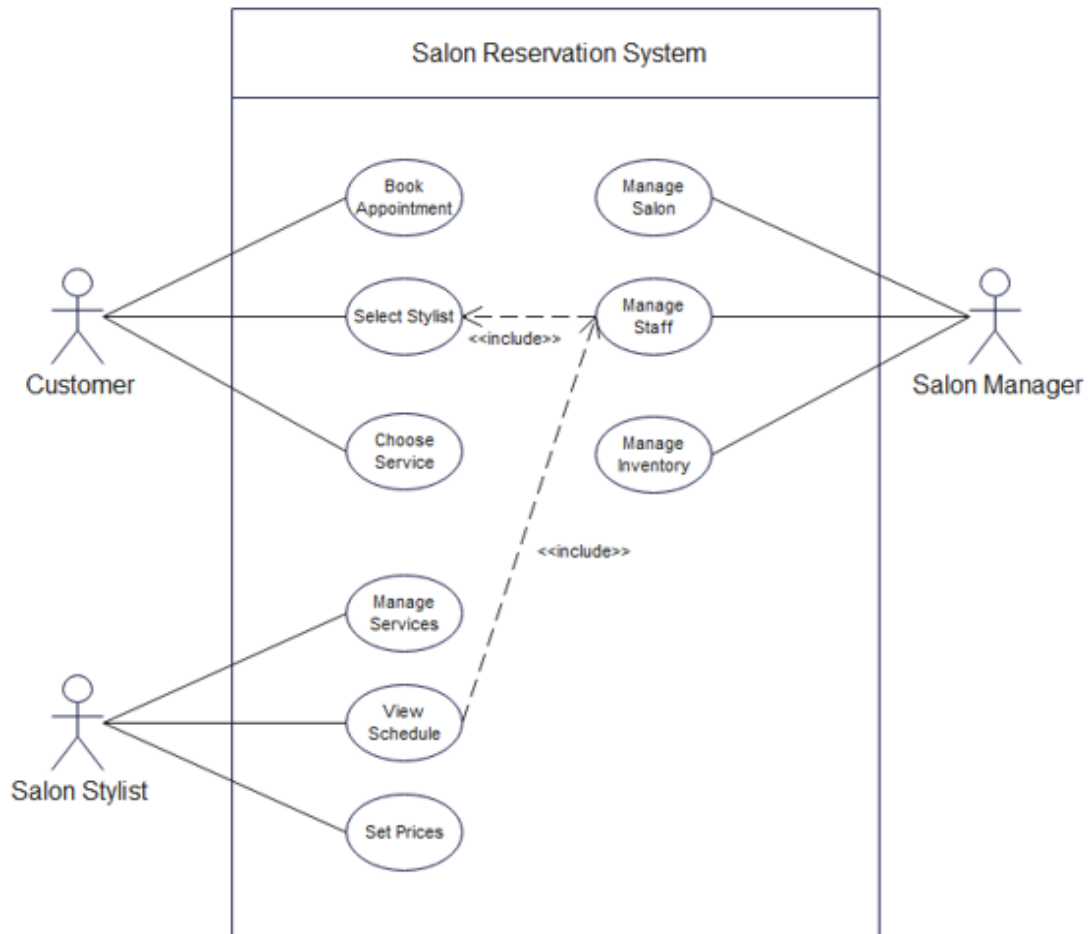 Salon Reservation System
Book
Appointment
Manage
Salon
Select Stylist
<<include>>
Manage
Staff
Customer
Salon Manager
Choose
Service
Manage
Inventory
<<include>>
Manage
Services
View
Schedule
Salon Stylist
Set Prices